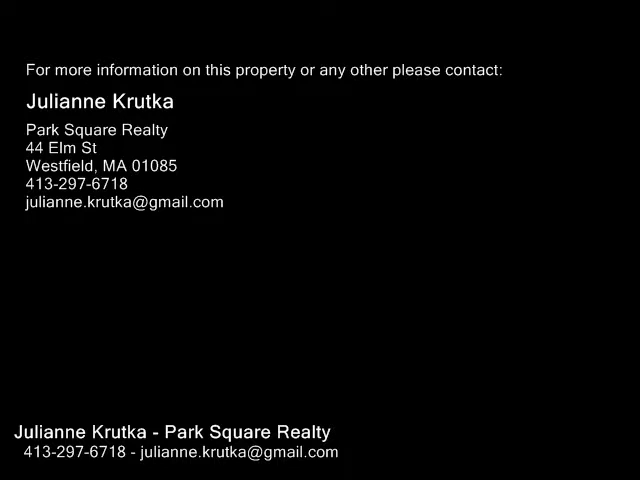 For more information on this property or any other please contact:
Julianne Krutka
Park Square Realty
44 Elm St
Westfield, MA 01085
413-297-6718
julianne.krutka@gmail.com
Julianne Krutka - Park Square Realty
413-297-6718 - julianne.krutka@gmail.com